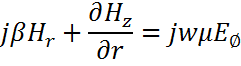 jβH_r + ∂H_z/∂r = jwμE_∅